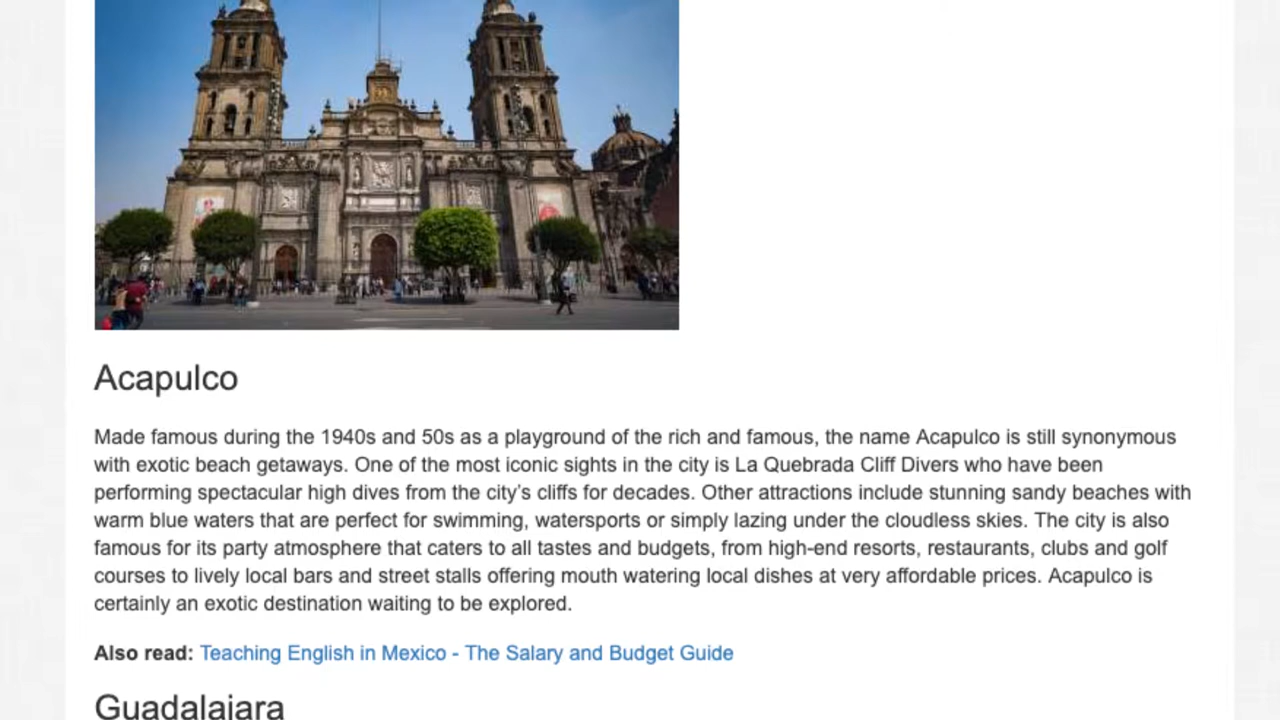 Acapulco
Made famous during the 1940s and 50s as a playground of the rich and famous, the name Acapulco is still synonymous
with exotic beach getaways. One of the most iconic sights in the city is La Quebrada Cliff Divers who have been
performing spectacular high dives from the city’s cliffs for decades. Other attractions include stunning sandy beaches with
warm blue waters that are perfect for swimming, watersports or simply lazing under the cloudless skies. The city is also
famous for its party atmosphere that caters to all tastes and budgets, from high-end resorts, restaurants, clubs and golf
courses to lively local bars and street stalls offering mouth watering local dishes at very affordable prices. Acapulco is
certainly an exotic destination waiting to be explored.
Also read: Teaching English in Mexico - The Salary and Budget Guide
Guadalajara